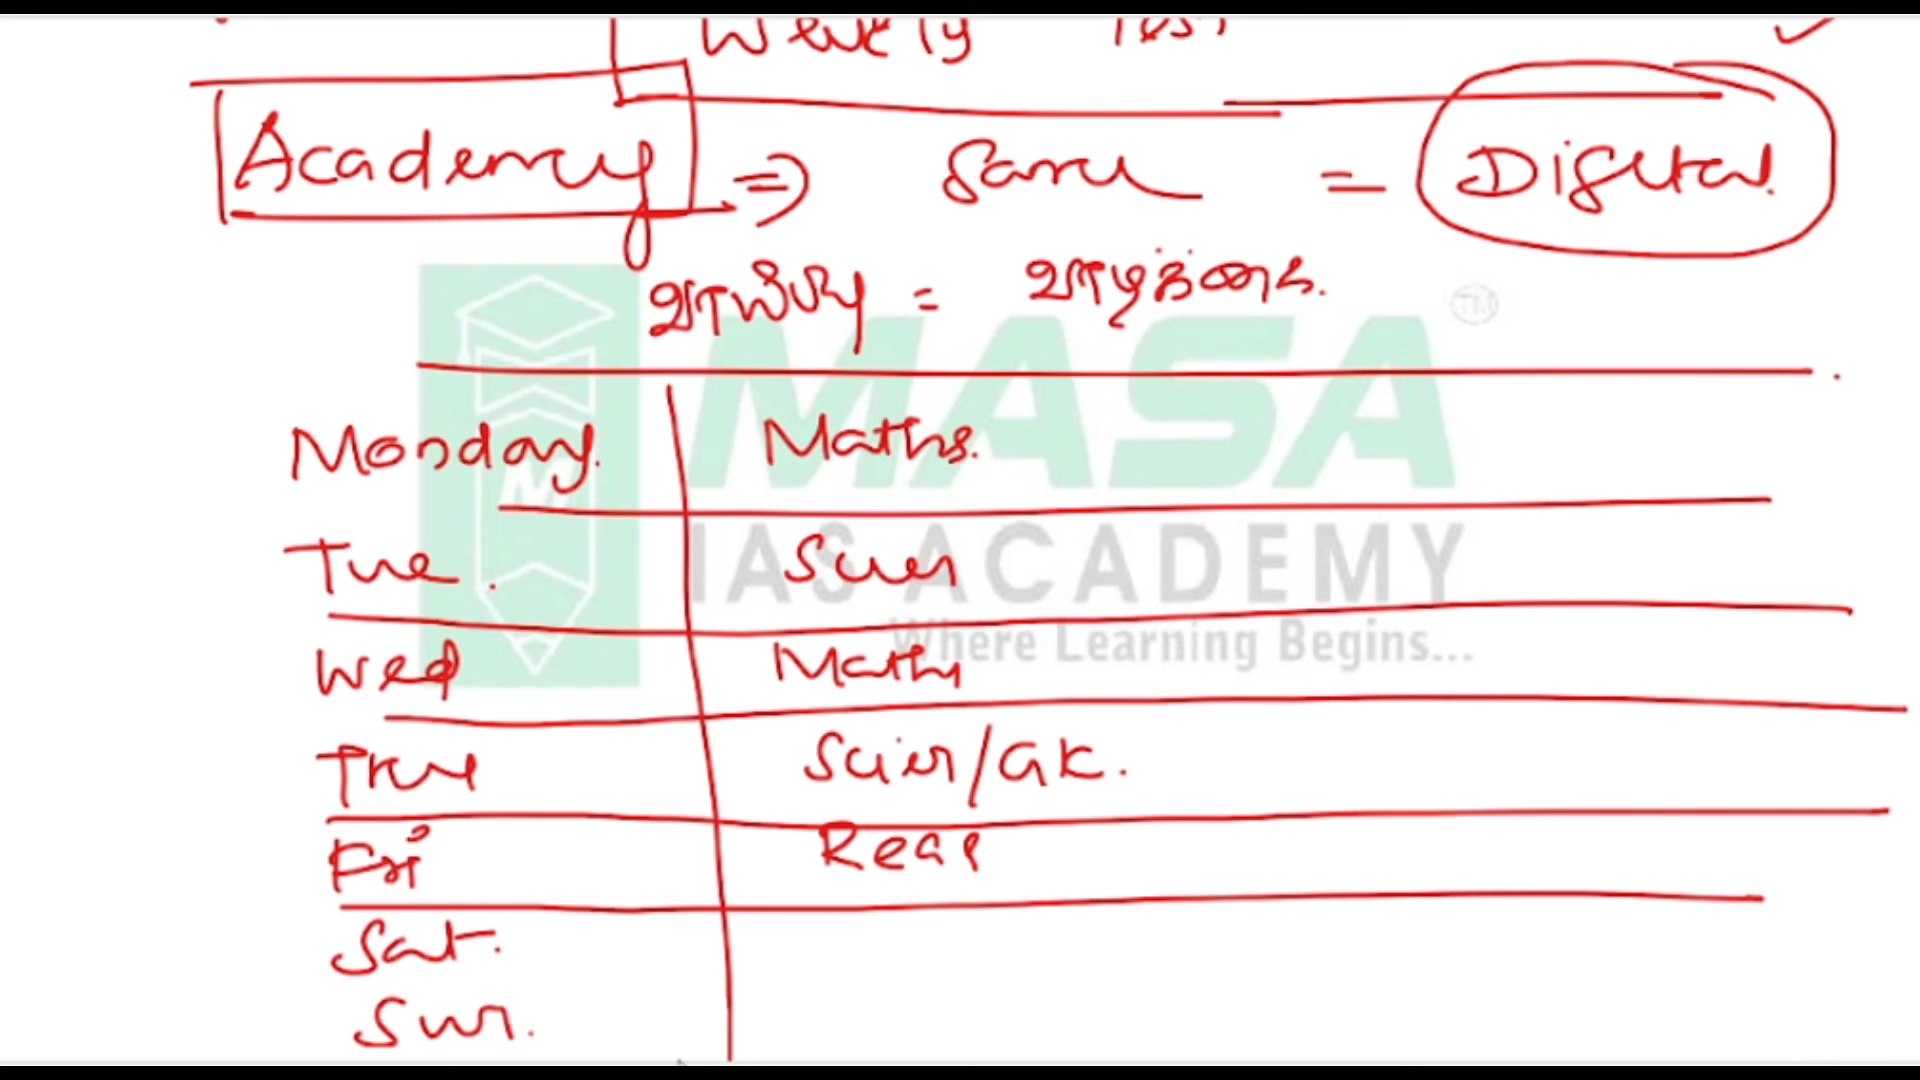 Weekly Test
Academy ⇒ Same = Digital
வாய்ப்பு = வாழ்க்கை.
TM
MASA
IAS ACADEMY
Where Learning Begins...
M
Monday. Maths.
Tue. Scien
Wed Maths
Thu Scien/GK.
Fri
Sat.
Sun.